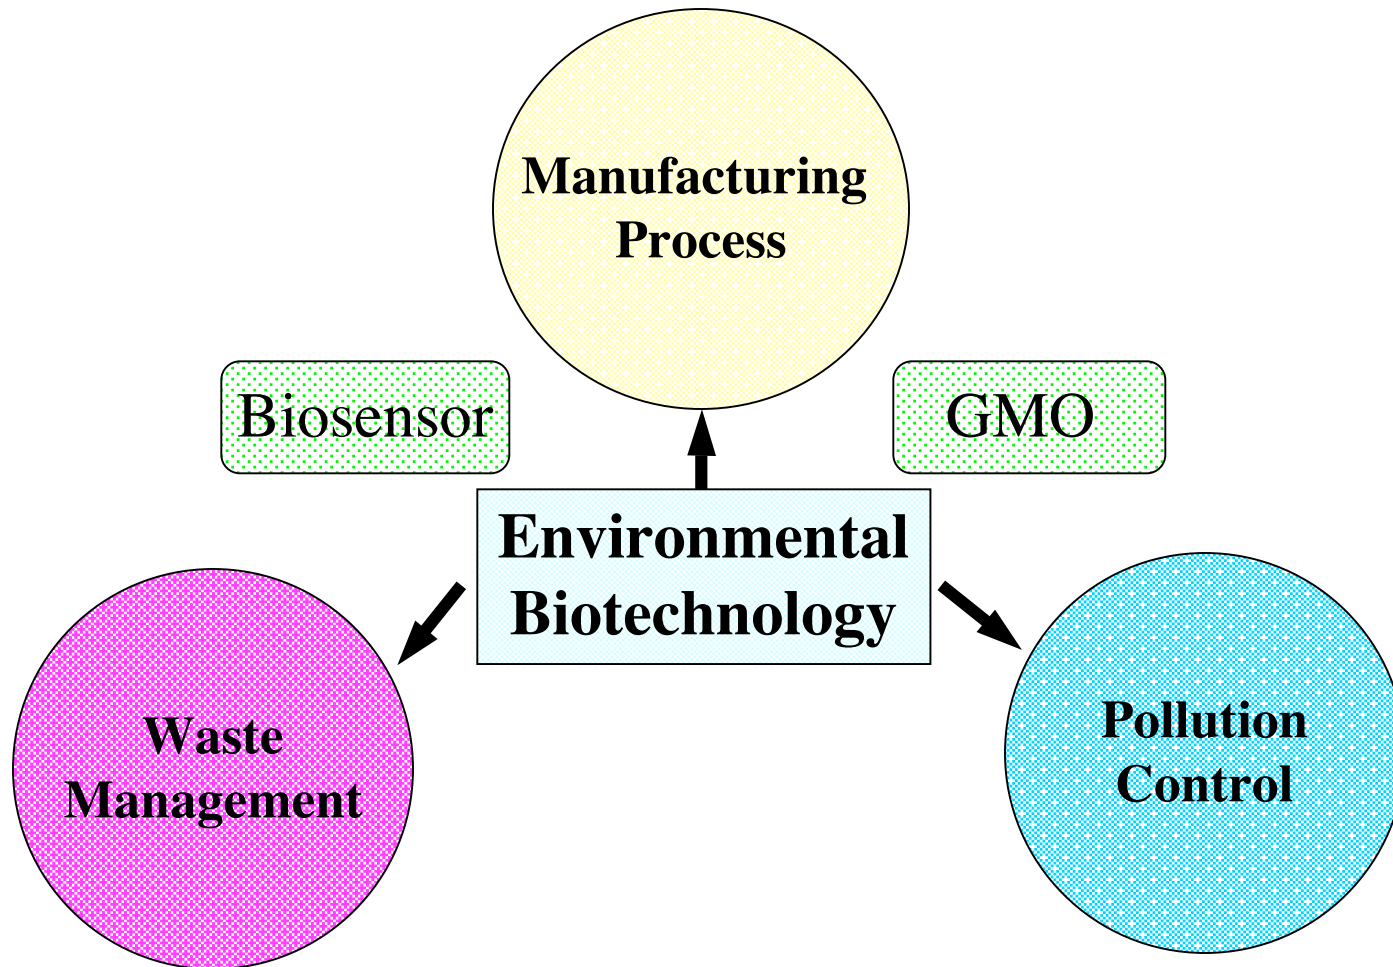 Manufacturing
Process
Biosensor
GMO
Environmental
Biotechnology
Waste
Management
Pollution
Control